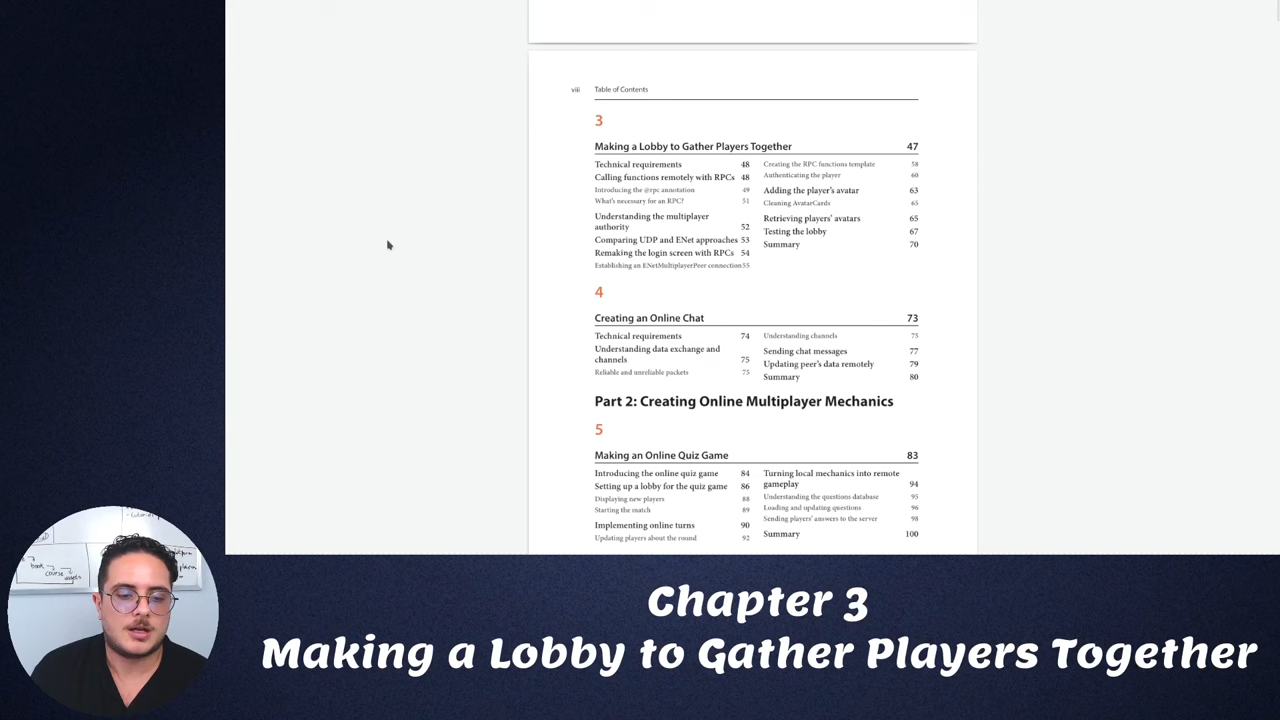 viii Table of Contents
3
Making a Lobby to Gather Players Together 47
Technical requirements 48
Calling functions remotely with RPCs 48
Introducing the @rpc annotation 49
What's necessary for an RPC? 51
Understanding the multiplayer
authority 52
Comparing UDP and ENet approaches 53
Remaking the login screen with RPCs 54
Establishing an ENetMultiplayerPeer connection 55
Creating the RPC functions template 58
Authenticating the player 60
Adding the player's avatar 63
Cleaning AvatarCards 65
Retrieving players' avatars 65
Testing the lobby 67
Summary 70
4
Creating an Online Chat 73
Technical requirements 74
Understanding data exchange and
channels 75
Reliable and unreliable packets 75
Understanding channels 75
Sending chat messages 77
Updating peer's data remotely 79
Summary 80
Part 2: Creating Online Multiplayer Mechanics
5
Making an Online Quiz Game 83
Introducing the online quiz game 84
Setting up a lobby for the quiz game 86
Displaying new players 88
Starting the match 89
Implementing online turns 90
Updating players about the round 92
Turning local mechanics into remote
gameplay 94
Understanding the questions database 95
Loading and updating questions 96
Sending players' answers to the server 98
Summary 100
book
course
Chapter 3
Making a Lobby to Gather Players Together